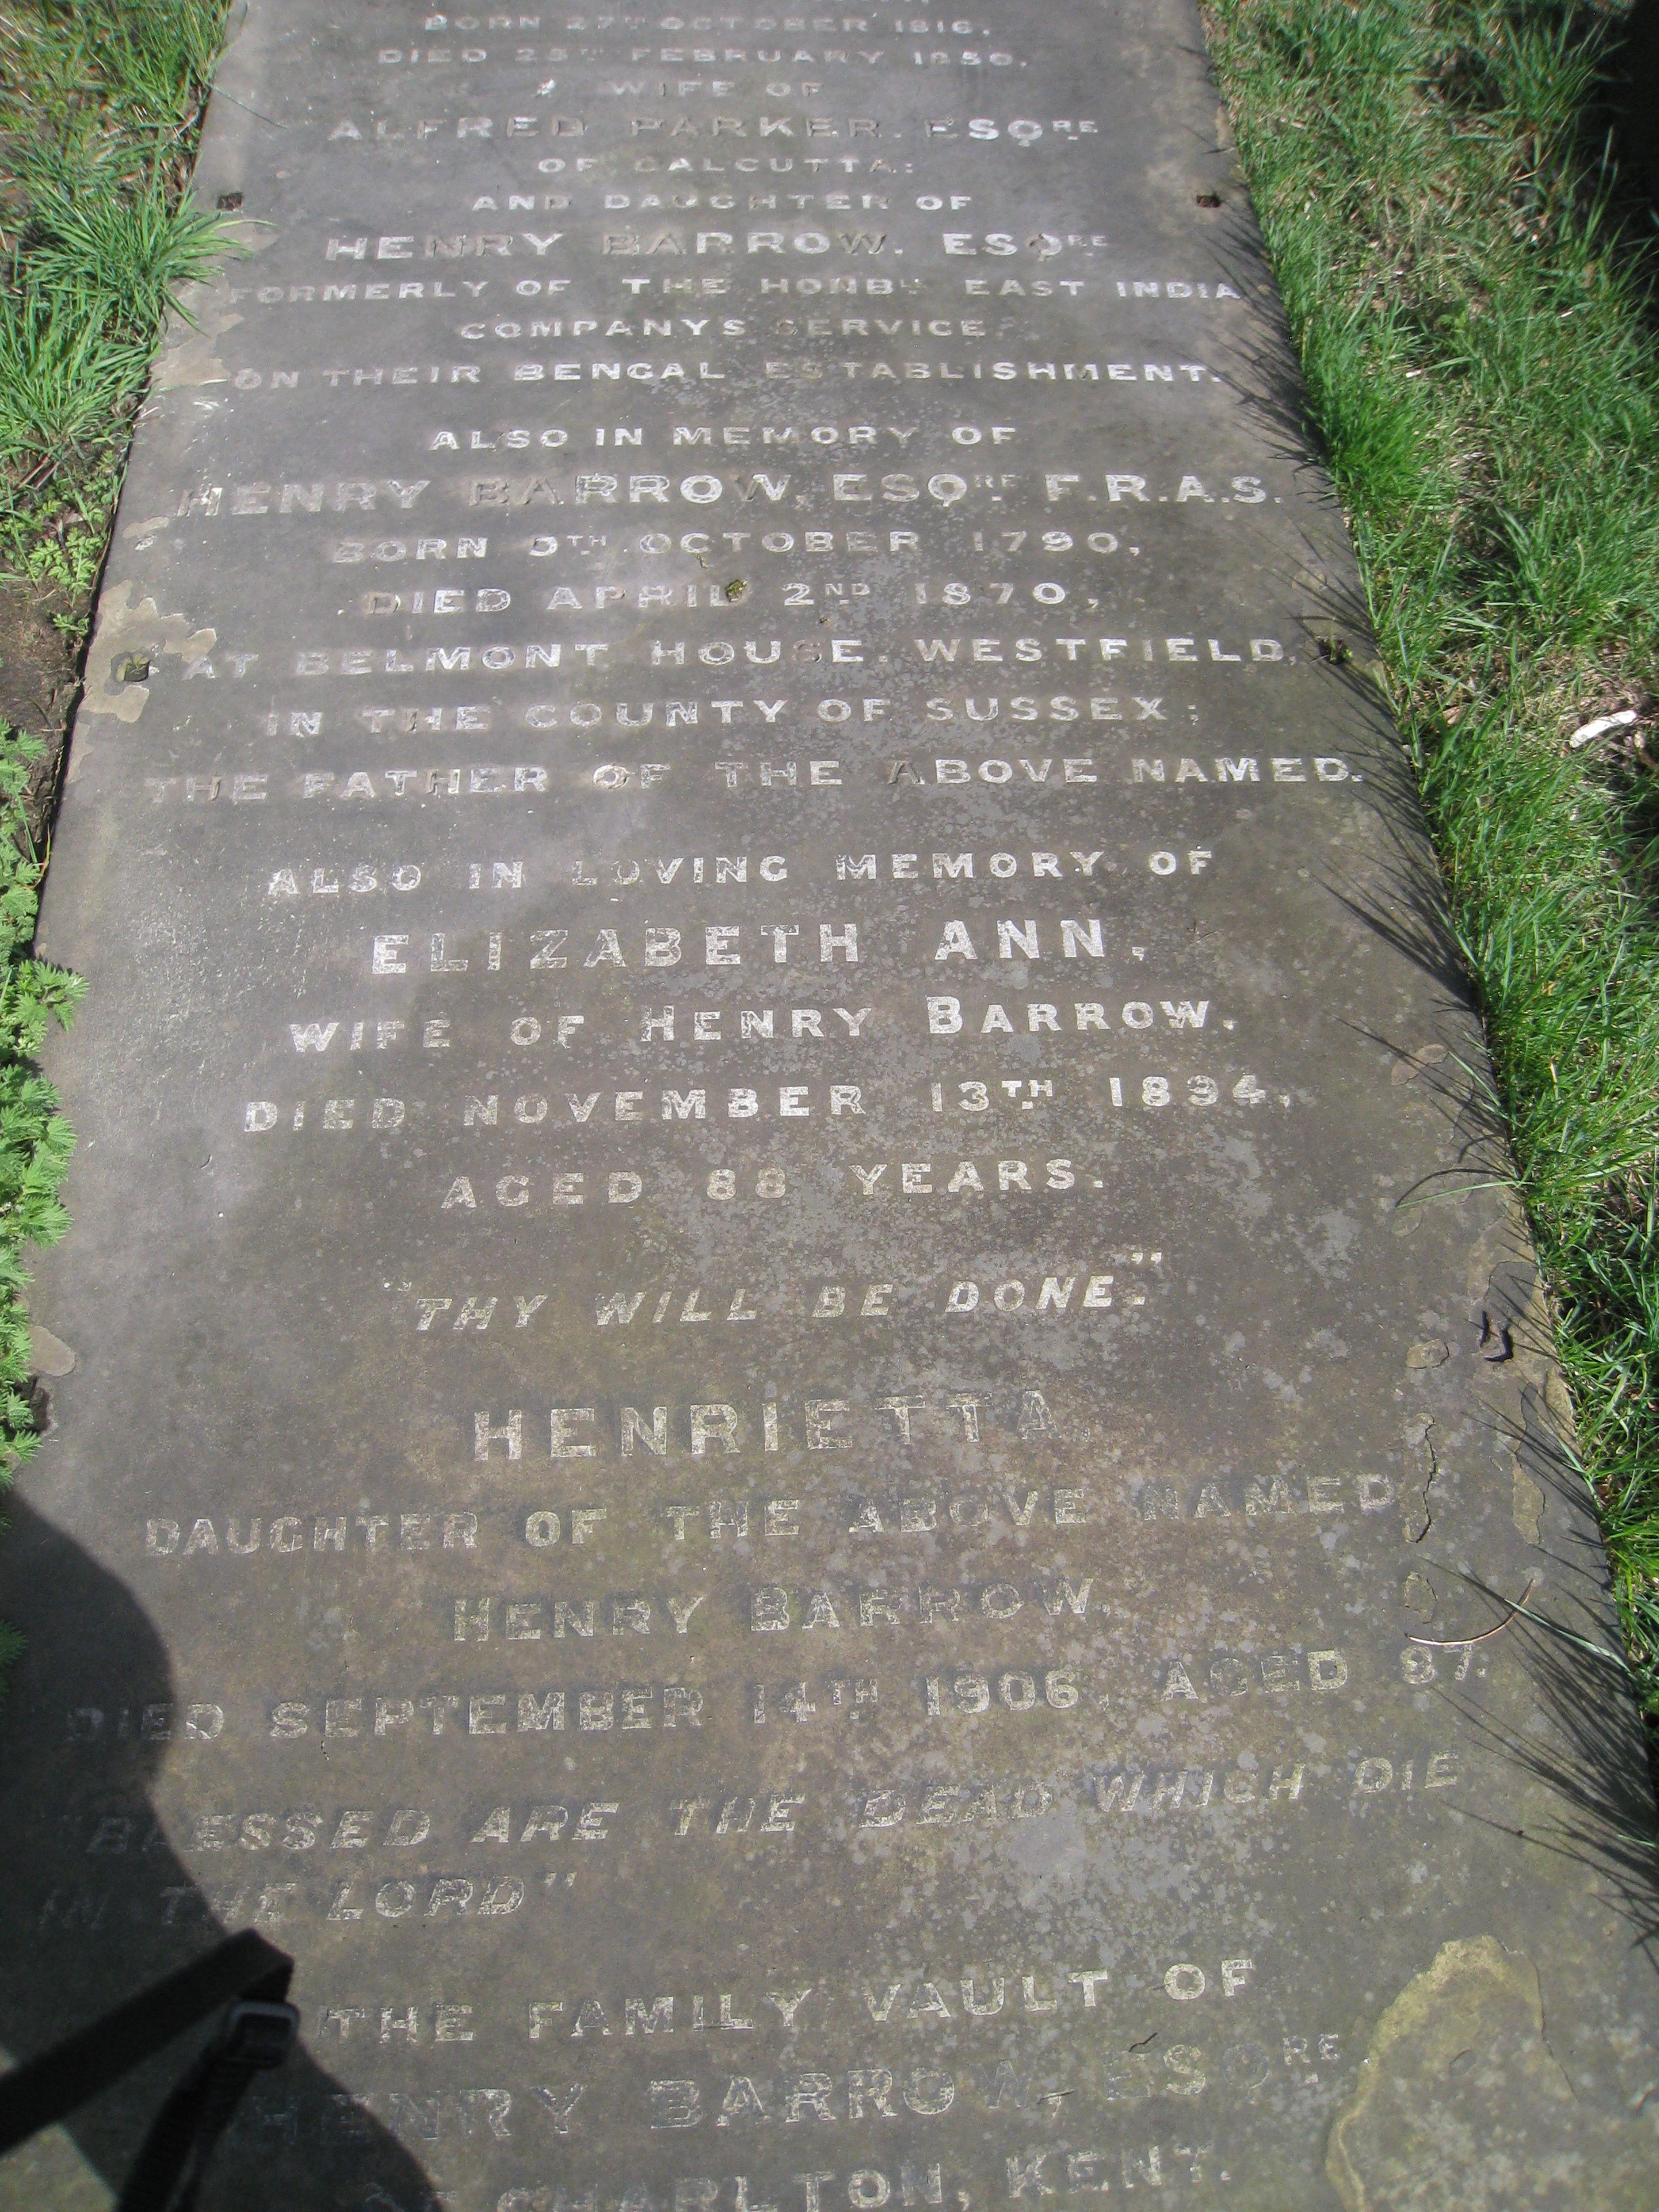 BORN 27TH OCTOBER 1816,
DIED 25TH FEBRUARY 1850.
WIFE OF
ALFRED PARKER, ESQRE
OF CALCUTTA:
AND DAUGHTER OF
HENRY BARROW, ESQRE
FORMERLY OF THE HONBLE EAST INDIA
COMPANYS SERVICE
ON THEIR BENGAL ESTABLISHMENT.
ALSO IN MEMORY OF
HENRY BARROW, ESQRE F.R.A.S.
BORN 5TH OCTOBER 1790,
DIED APRIL 2ND 1870,
AT BELMONT HOUSE, WESTFIELD,
IN THE COUNTY OF SUSSEX;
THE FATHER OF THE ABOVE NAMED.
ALSO IN LOVING MEMORY OF
ELIZABETH ANN,
WIFE OF HENRY BARROW,
DIED NOVEMBER 13TH 1894,
AGED 88 YEARS.
"THY WILL BE DONE."
HENRIETTA,
DAUGHTER OF THE ABOVE NAMED
HENRY BARROW,
DIED SEPTEMBER 14TH 1906, AGED 87.
"BLESSED ARE THE DEAD WHICH DIE
IN THE LORD"
THE FAMILY VAULT OF
HENRY BARROW, ESQRE
OF CHARLTON, KENT.